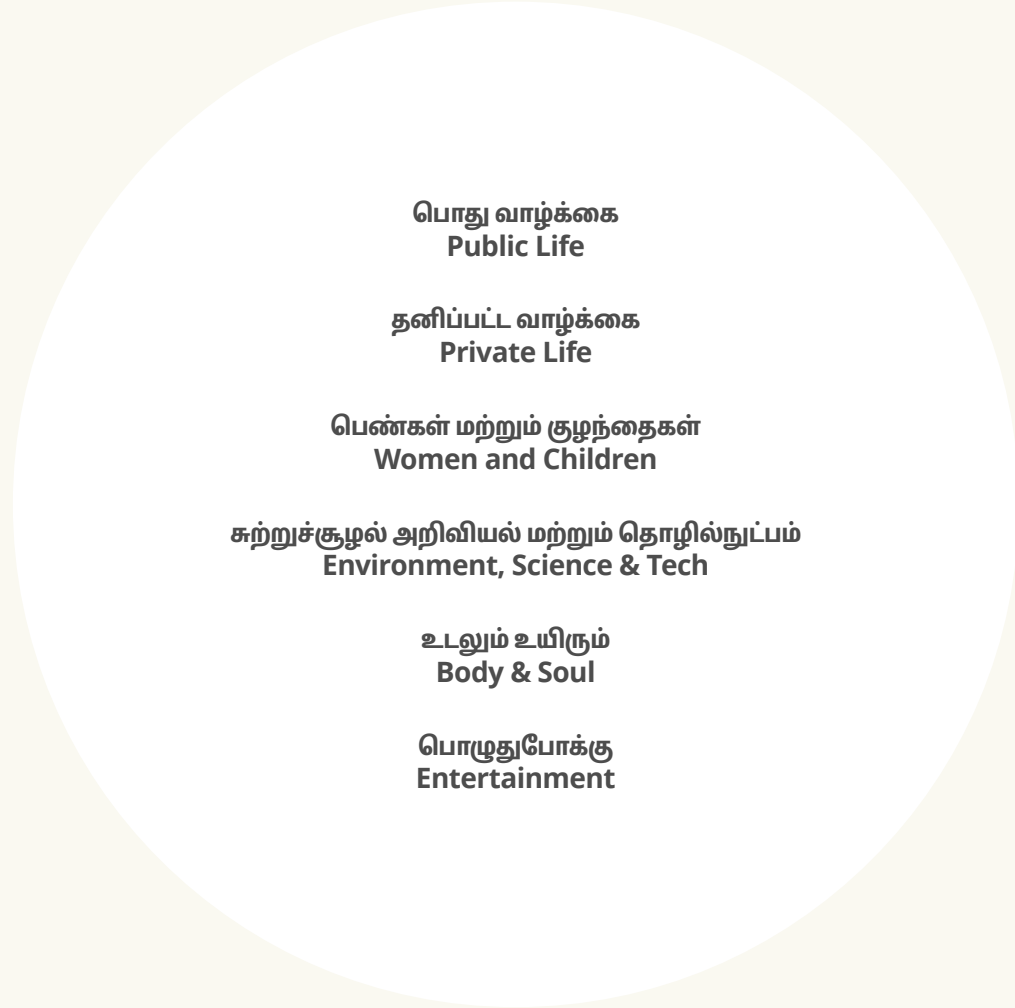 பொது வாழ்க்கை
Public Life
தனிப்பட்ட வாழ்க்கை
Private Life
பெண்கள் மற்றும் குழந்தைகள்
Women and Children
சுற்றுச்சூழல் அறிவியல் மற்றும் தொழில்நுட்பம்
Environment, Science & Tech
உடலும் உயிரும்
Body & Soul
பொழுதுபோக்கு
Entertainment